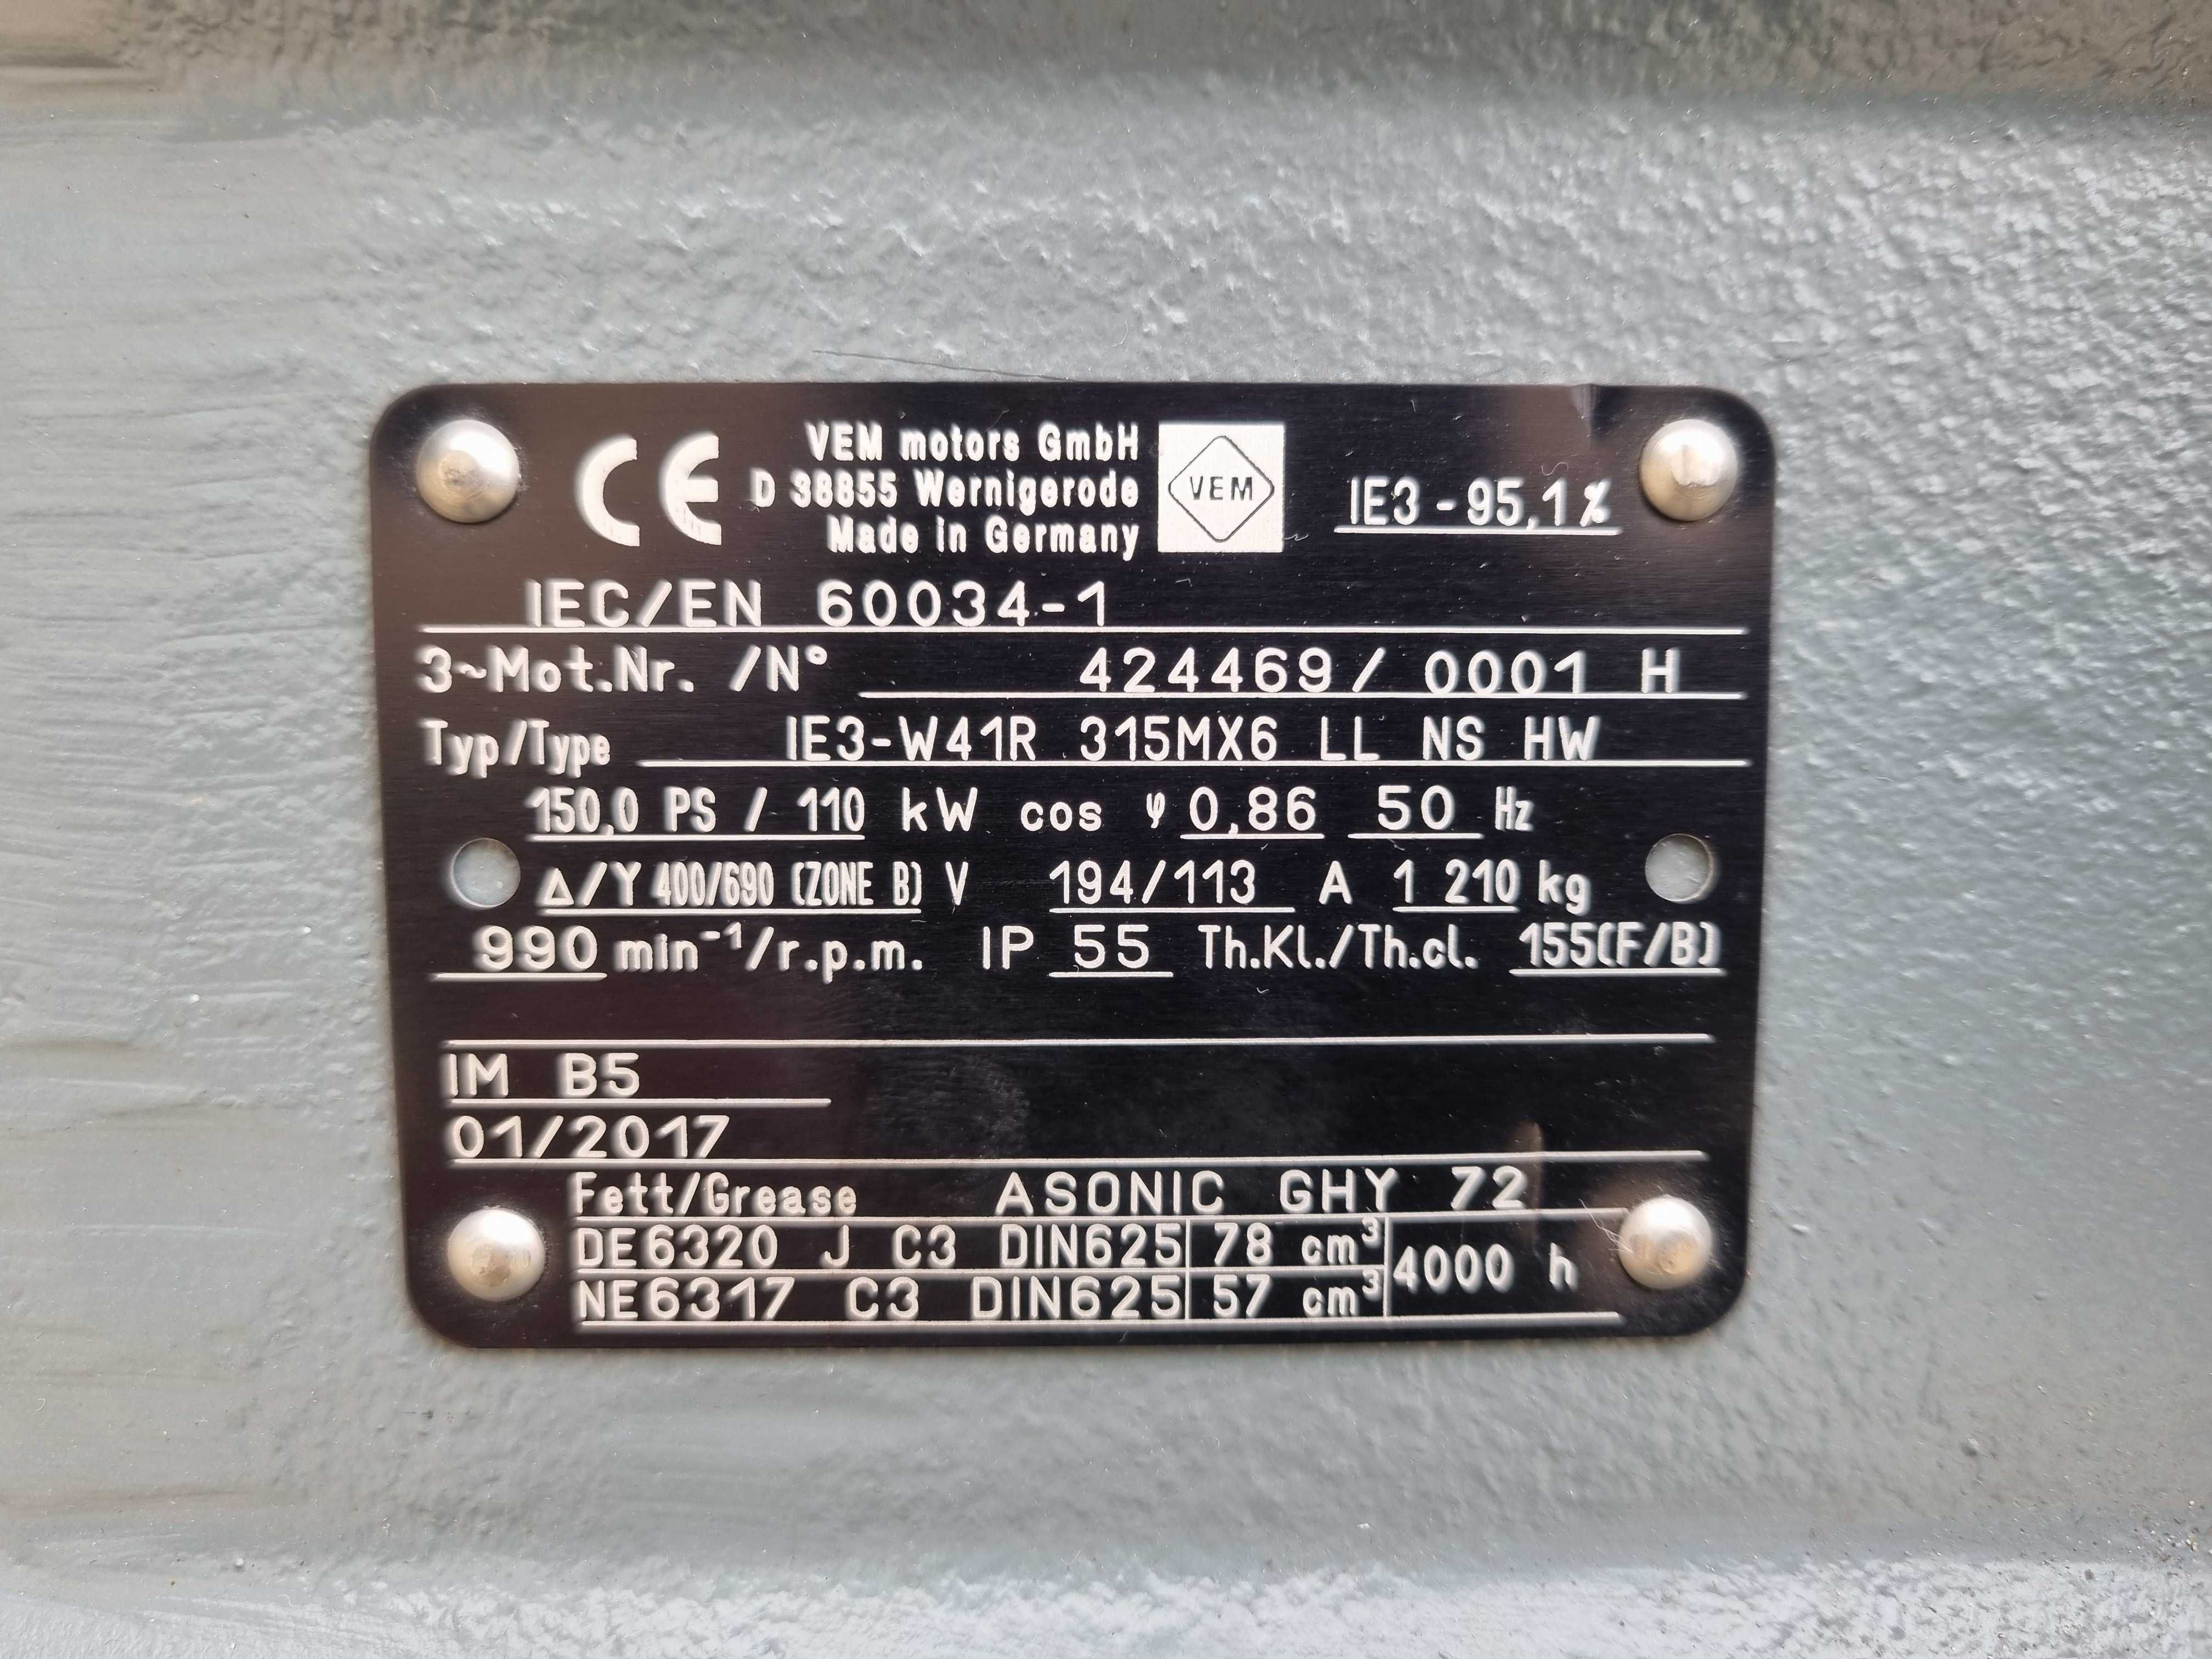 CE
VEM motors GmbH
D 38855 Wernigerode
Made in Germany
VEM
IE3 - 95,1%
IEC/EN 60034-1
3~Mot.Nr. /N° 424469/ 0001 H
Typ/Type IE3-W41R 315MX6 LL NS HW
150,0 PS / 110 kW cos φ 0,86 50 Hz
Δ/Y 400/690 (ZONE B) V 194/113 A 1 210 kg
990 min⁻¹/r.p.m. IP 55 Th.Kl./Th.cl. 155(F/B)
IM B5
01/2017
Fett/Grease ASONIC GHY 72
DE6320 J C3 DIN625 78 cm³
4000 h
NE6317 C3 DIN625 57 cm³